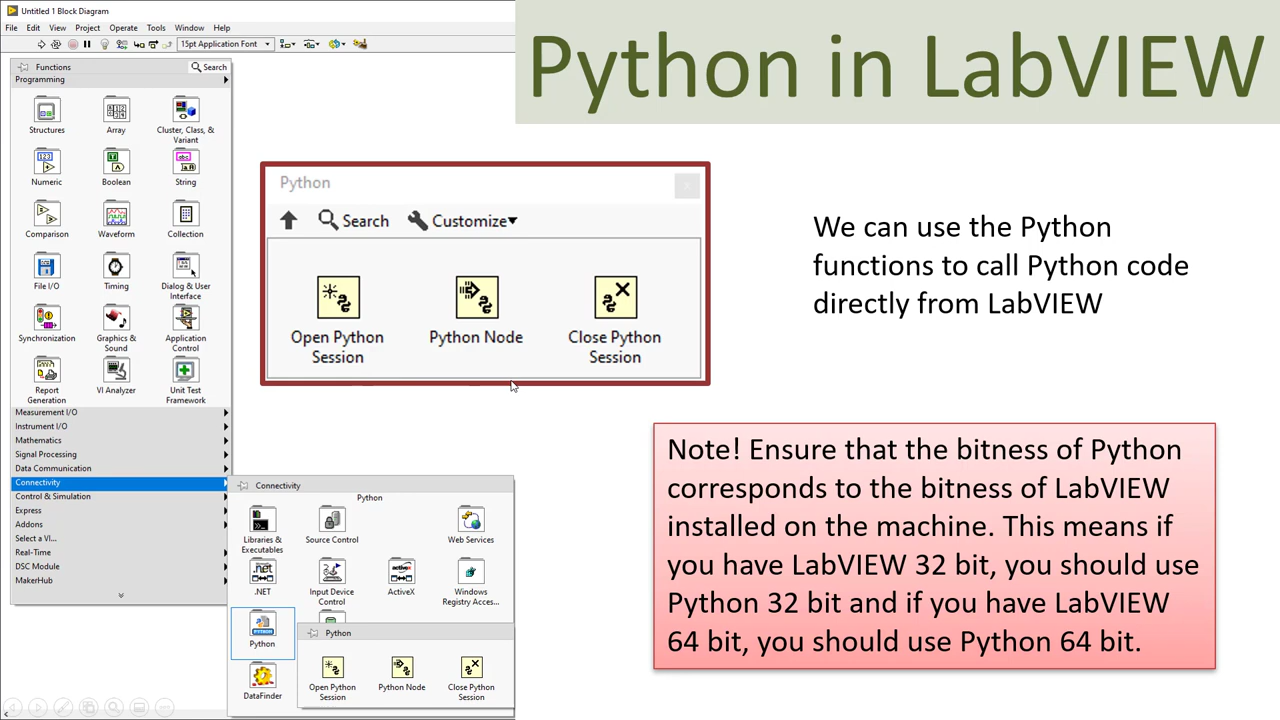 Untitled 1 Block Diagram
File Edit View Project Operate Tools Window Help
15pt Application Font
Python in LabVIEW
Functions Search
Programming
Structures Array Cluster, Class, &
Variant
Numeric Boolean String
Comparison Waveform Collection
File I/O Timing Dialog & User
Interface
Synchronization Graphics &
Sound Application
Control
Report
Generation VI Analyzer Unit Test
Framework
Measurement I/O
Instrument I/O
Mathematics
Signal Processing
Data Communication
Connectivity
Control & Simulation
Express
Addons
Select a VI...
Real-Time
DSC Module
MakerHub
Python
Search Customize
Open Python
Session
Python Node
Close Python
Session
We can use the Python
functions to call Python code
directly from LabVIEW
Connectivity
Python
Libraries &
Executables
Source Control
Web Services
.NET
Input Device
Control
ActiveX
Windows
Registry Acces...
Python
DataFinder
Python
Open Python
Session
Python Node
Close Python
Session
Note! Ensure that the bitness of Python
corresponds to the bitness of LabVIEW
installed on the machine. This means if
you have LabVIEW 32 bit, you should use
Python 32 bit and if you have LabVIEW
64 bit, you should use Python 64 bit.